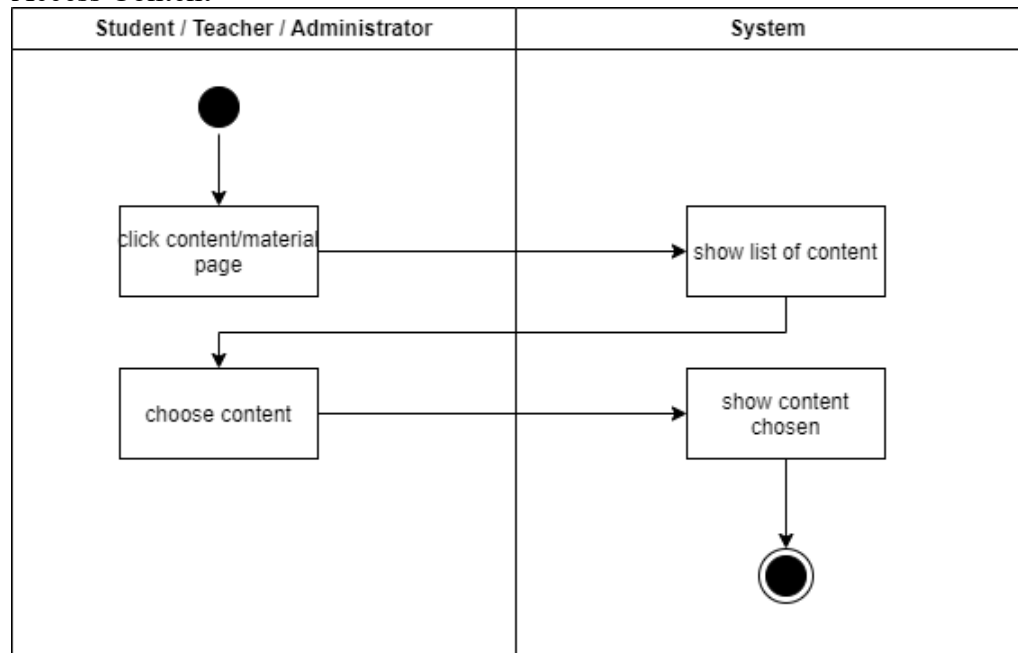 Student / Teacher / Administrator
System
click content/material
page
show list of content
choose content
show content
chosen